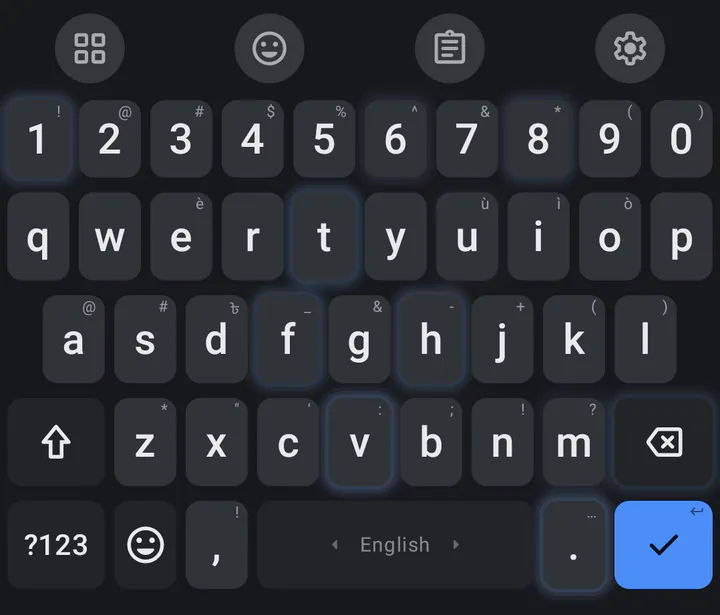 ! @ # $ % ^ & * ( )
1 2 3 4 5 6 7 8 9 0
è ù ì ò
q w e r t y u i o p
@ # ъ _ & - + ( )
a s d f g h j k l
* " ' : ; ! ?
z x c v b n m
! …
?123 , English .